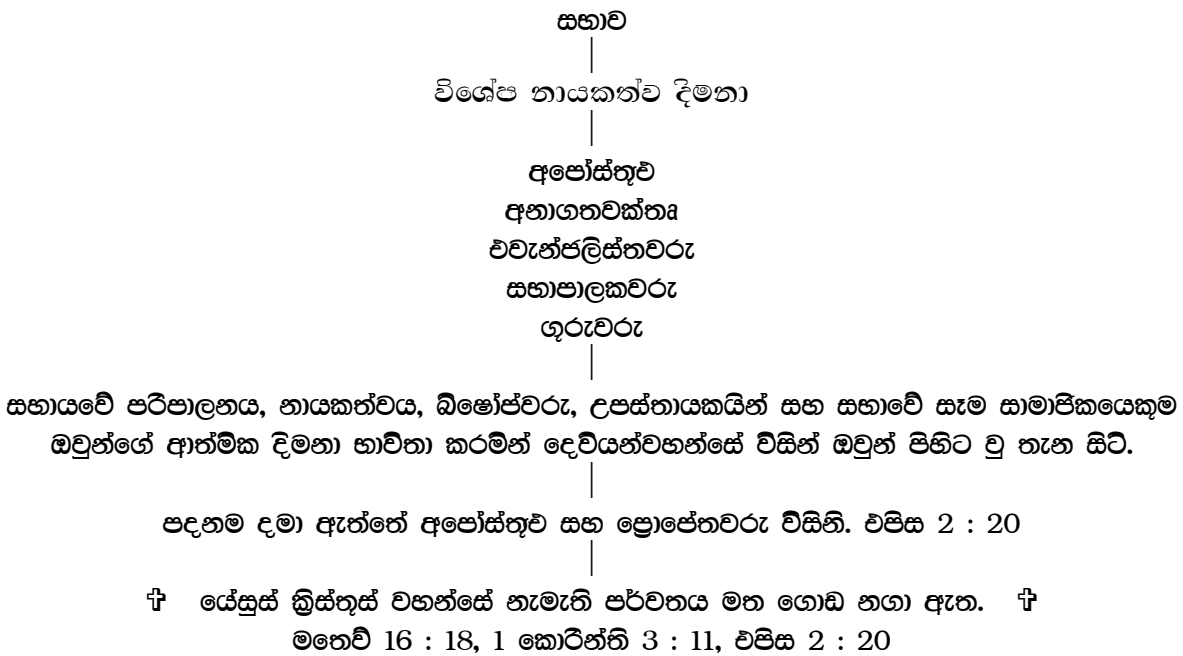 සභාව
විශේප නායකත්ව දිමනා
අපෝස්තූඑ
අනාගතවක්තෘ
එවැන්ජලිස්තවරු
සභාපාලකවරු
ගූරුවරු
සහායවේ පරිපාලනය, නායකත්වය, බිෂෝප්වරු, උපස්තායකයින් සහ සභාවේ සෑම සාමාජිකයෙකූම
ඔවුන්ගේ ආත්මික දිමනා භාවිතා කරමින් දෙවියන්වහන්සේ විසින් ඔවුන් පිහිට වු තැන සිටි.
පදනම දමා ඇත්තේ අපෝස්තූඑ සහ ප්‍රොපේතවරු විසිනි. එපිස 2 : 20
✞ යේසුස් ක්‍රිස්තූස් වහන්සේ නැමැති පර්වතය මත ගොඩ නගා ඇත. ✞
මතෙව් 16 : 18, 1 කොරින්ති 3 : 11, එපිස 2 : 20